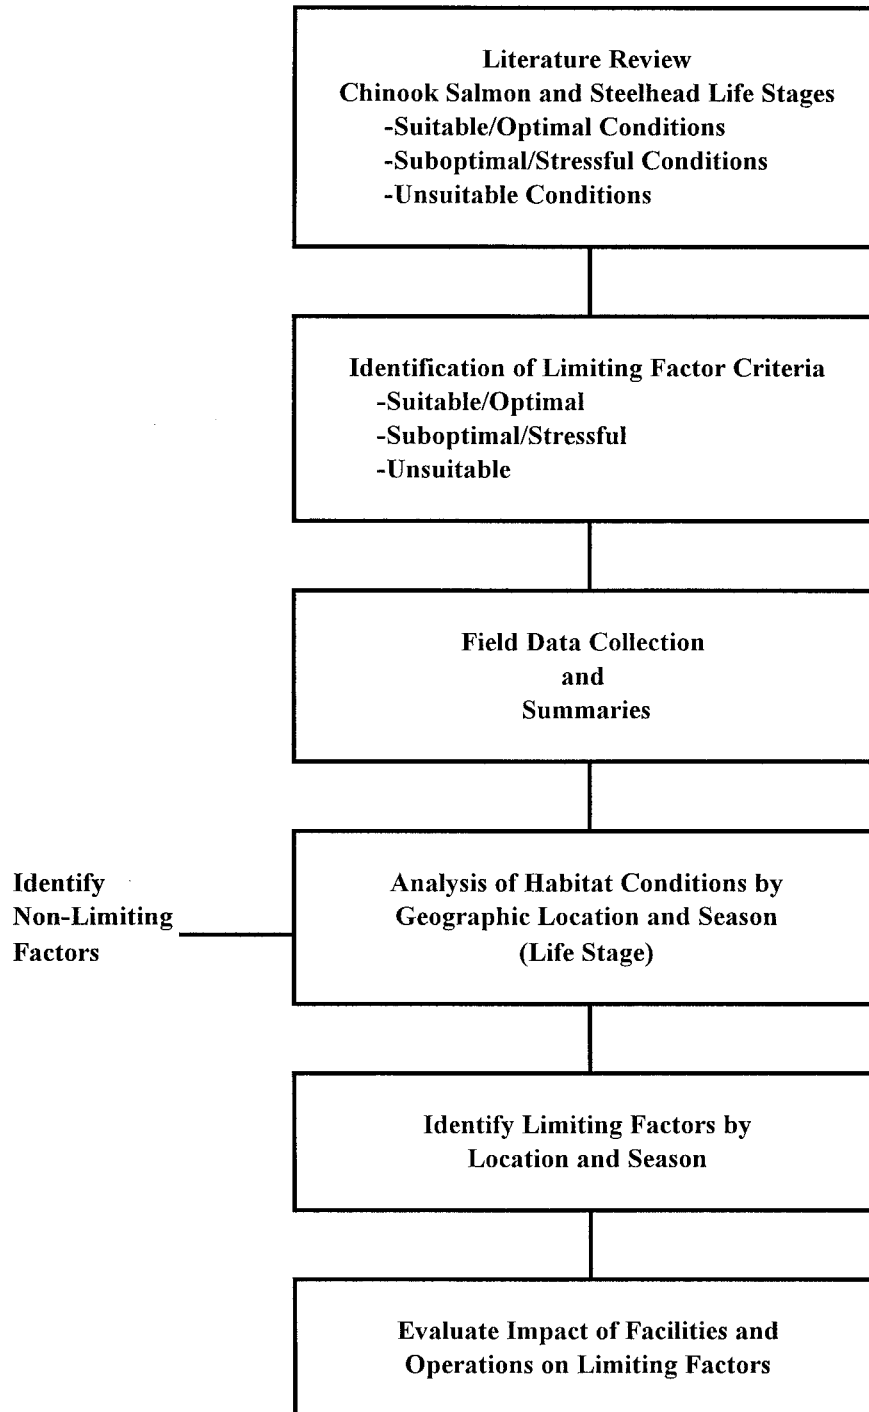 Literature Review
Chinook Salmon and Steelhead Life Stages
-Suitable/Optimal Conditions
-Suboptimal/Stressful Conditions
-Unsuitable Conditions
Identification of Limiting Factor Criteria
-Suitable/Optimal
-Suboptimal/Stressful
-Unsuitable
Field Data Collection
and
Summaries
Identify
Non-Limiting
Factors
Analysis of Habitat Conditions by
Geographic Location and Season
(Life Stage)
Identify Limiting Factors by
Location and Season
Evaluate Impact of Facilities and
Operations on Limiting Factors